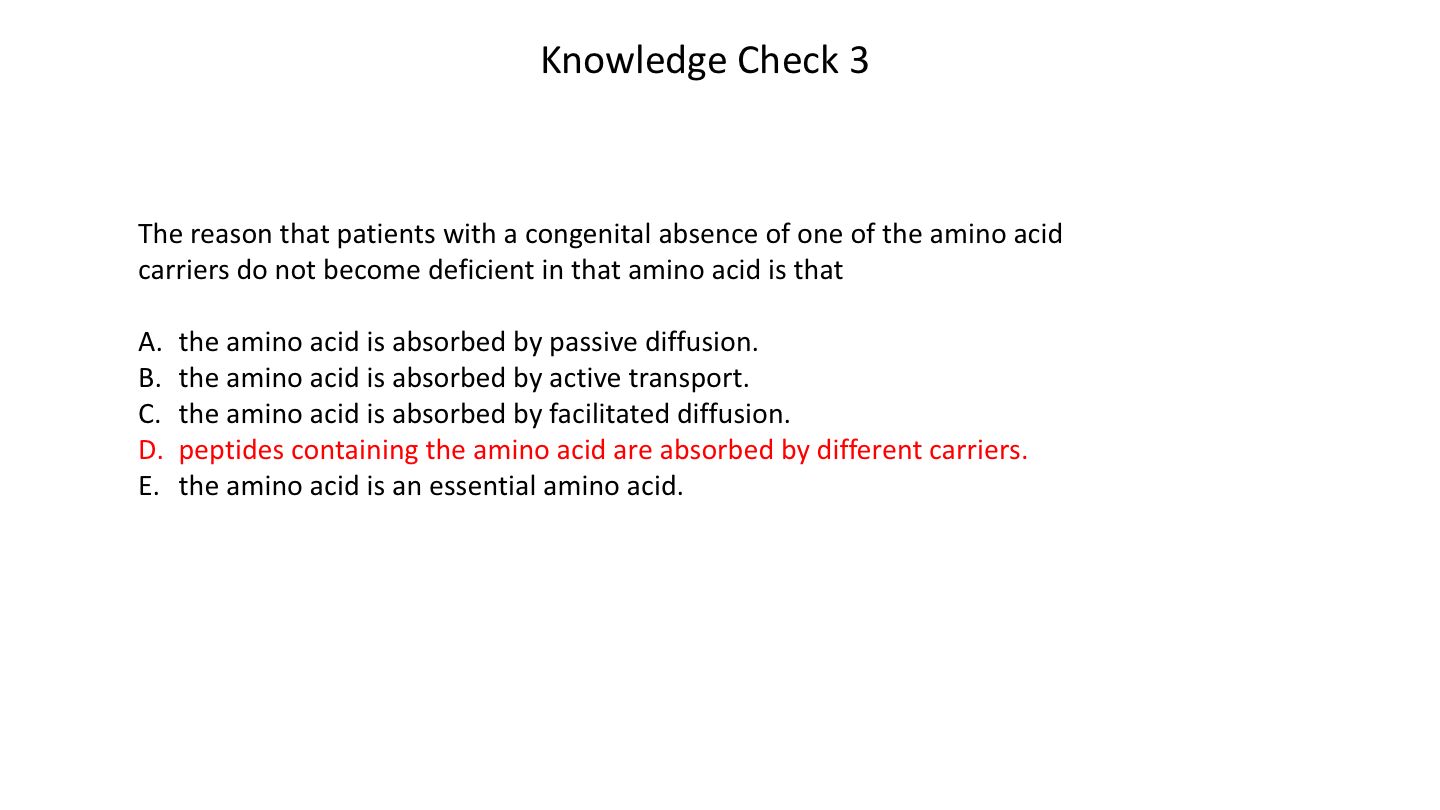 Knowledge Check 3
The reason that patients with a congenital absence of one of the amino acid
carriers do not become deficient in that amino acid is that
A. the amino acid is absorbed by passive diffusion.
B. the amino acid is absorbed by active transport.
C. the amino acid is absorbed by facilitated diffusion.
D. peptides containing the amino acid are absorbed by different carriers.
E. the amino acid is an essential amino acid.